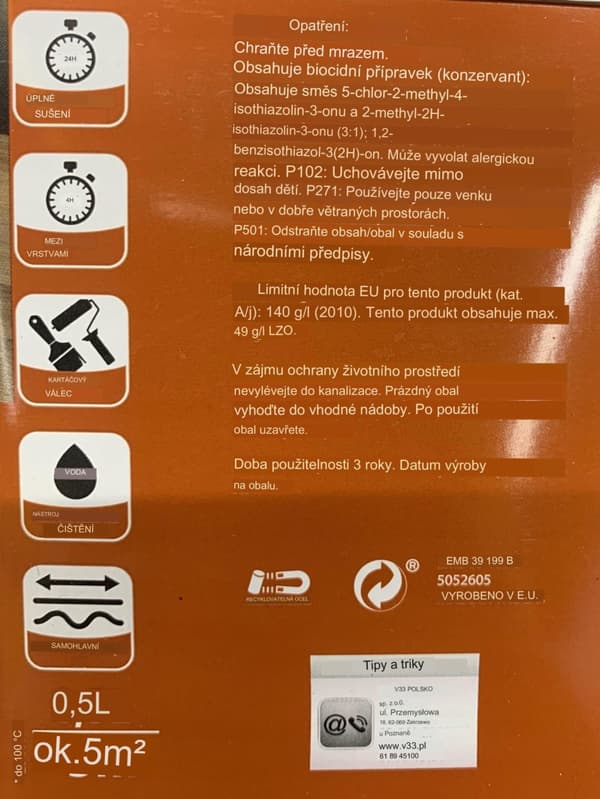 24H
ÚPLNÉ
SUŠENÍ
4H
MEZI
VRSTVAMI
KARTÁČOVÝ
VÁLEC
VODA
NÁSTROJ
ČIŠTĚNÍ
SAMOHLAVNÍ
* do 100 °C
0,5L
ok.5m²
Opatření:
Chraňte před mrazem.
Obsahuje biocidní přípravek (konzervant):
Obsahuje směs 5-chlor-2-methyl-4-
isothiazolin-3-onu a 2-methyl-2H-
isothiazolin-3-onu (3:1); 1,2-
benzisothiazol-3(2H)-on. Může vyvolat alergickou
reakci. P102: Uchovávejte mimo
dosah dětí. P271: Používejte pouze venku
nebo v dobře větraných prostorách.
P501: Odstraňte obsah/obal v souladu s
národními předpisy.
Limitní hodnota EU pro tento produkt (kat.
A/j): 140 g/l (2010). Tento produkt obsahuje max.
49 g/l LZO.
V zájmu ochrany životního prostředí
nevylévejte do kanalizace. Prázdný obal
vyhoďte do vhodné nádoby. Po použití
obal uzavřete.
Doba použitelnosti 3 roky. Datum výroby
na obalu.
RECYKLOVATELNÁ OCEL
®
EMB 39 199 B
5052605
VYROBENO V E.U.
Tipy a triky
V33 POLSKO
sp. z.o.o.
ul. Przemysłowa
16, 62-069 Zakrzewo
u Poznaně
www.v33.pl
61 89 45100